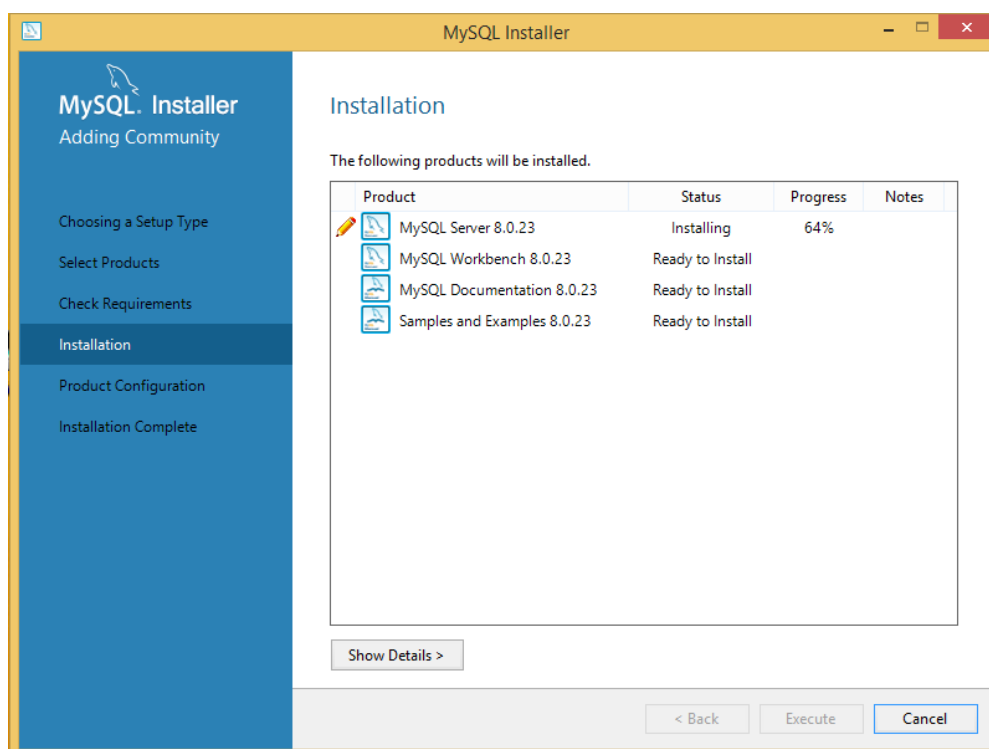 MySQL Installer
MySQL. Installer
Adding Community
Choosing a Setup Type
Select Products
Check Requirements
Installation
Product Configuration
Installation Complete
Installation
The following products will be installed.
Product Status Progress Notes
MySQL Server 8.0.23 Installing 64%
MySQL Workbench 8.0.23 Ready to Install
MySQL Documentation 8.0.23 Ready to Install
Samples and Examples 8.0.23 Ready to Install
Show Details >
< Back Execute Cancel